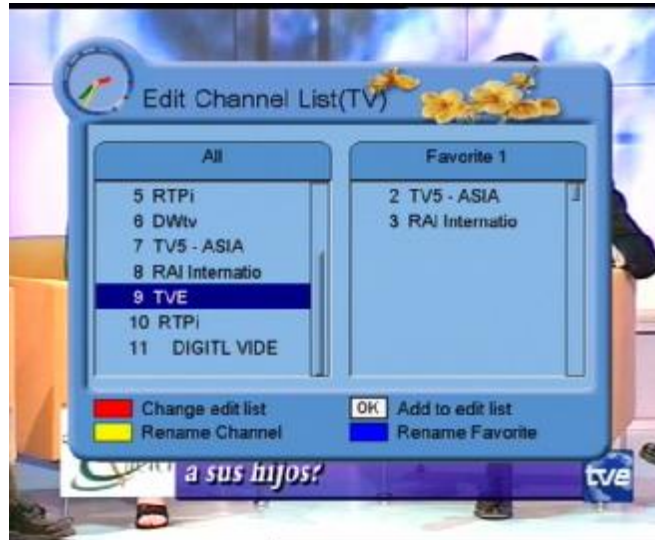 Edit Channel List(TV)
All
5 RTPi
6 DWtv
7 TV5 - ASIA
8 RAI Internatio
9 TVE
10 RTPi
11 DIGITL VIDE
Favorite 1
2 TV5 - ASIA
3 RAI Internatio
Change edit list
OK Add to edit list
Rename Channel
Rename Favorite
a sus hijos?
tve